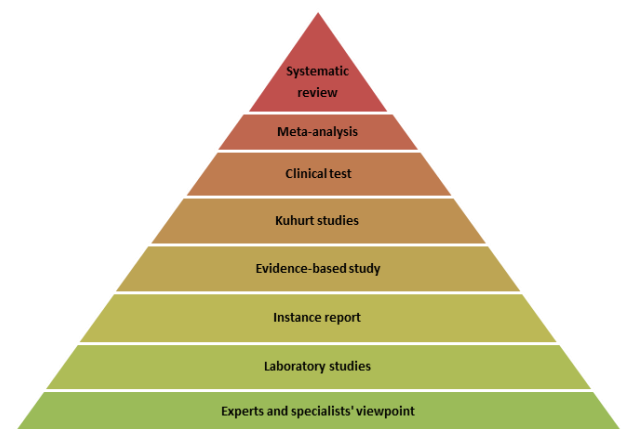 Systematic
review
Meta-analysis
Clinical test
Kuhurt studies
Evidence-based study
Instance report
Laboratory studies
Experts and specialists' viewpoint